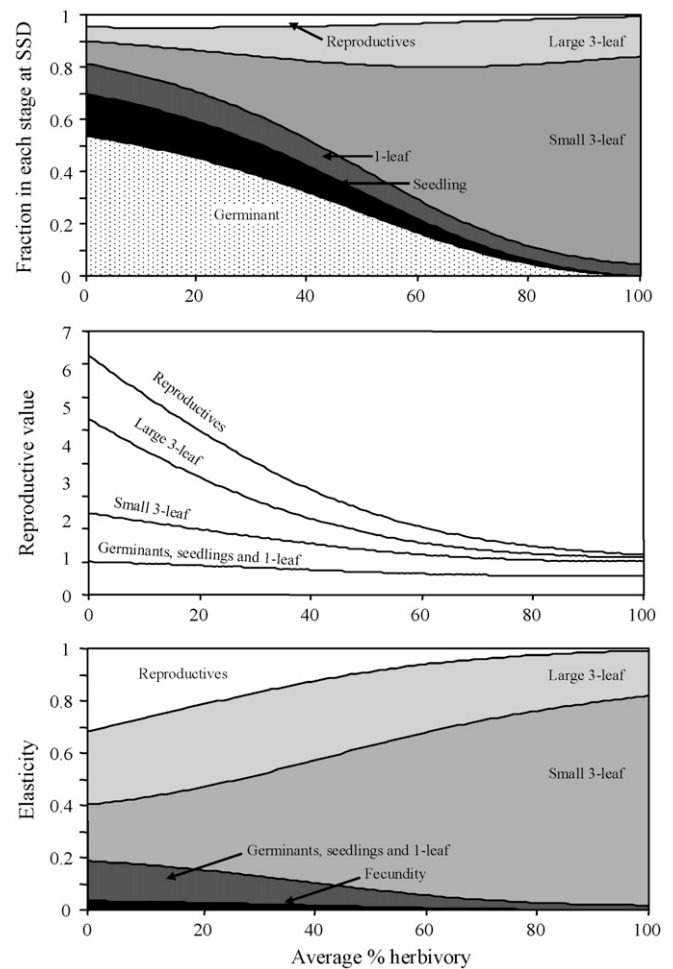 Fraction in each stage at SSD
1
0.8
0.6
0.4
0.2
0
Reproductives
Large 3-leaf
Small 3-leaf
1-leaf
Seedling
Germinant
0 20 40 60 80 100
Reproductive value
7
6
5
4
3
2
1
0
Reproductives
Large 3-leaf
Small 3-leaf
Germinants, seedlings and 1-leaf
0 20 40 60 80 100
Elasticity
1
0.8
0.6
0.4
0.2
0
Reproductives
Large 3-leaf
Small 3-leaf
Germinants, seedlings and 1-leaf
Fecundity
0 20 40 60 80 100
Average % herbivory